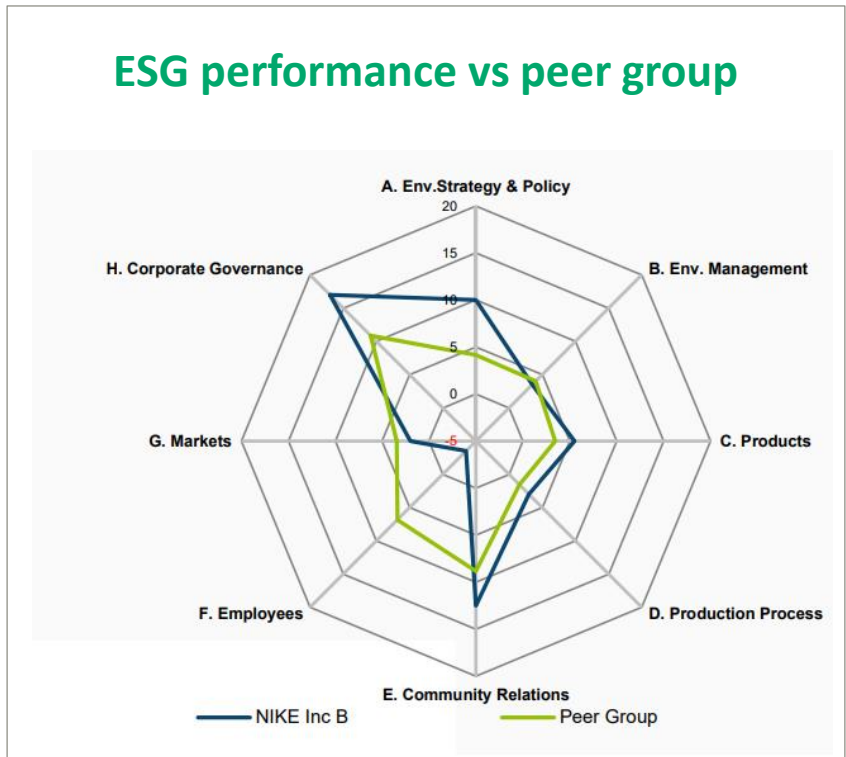 ESG performance vs peer group
A. Env.Strategy & Policy
20
H. Corporate Governance
B. Env. Management
15
10
5
0
G. Markets
-5
C. Products
F. Employees
D. Production Process
E. Community Relations
NIKE Inc B
Peer Group